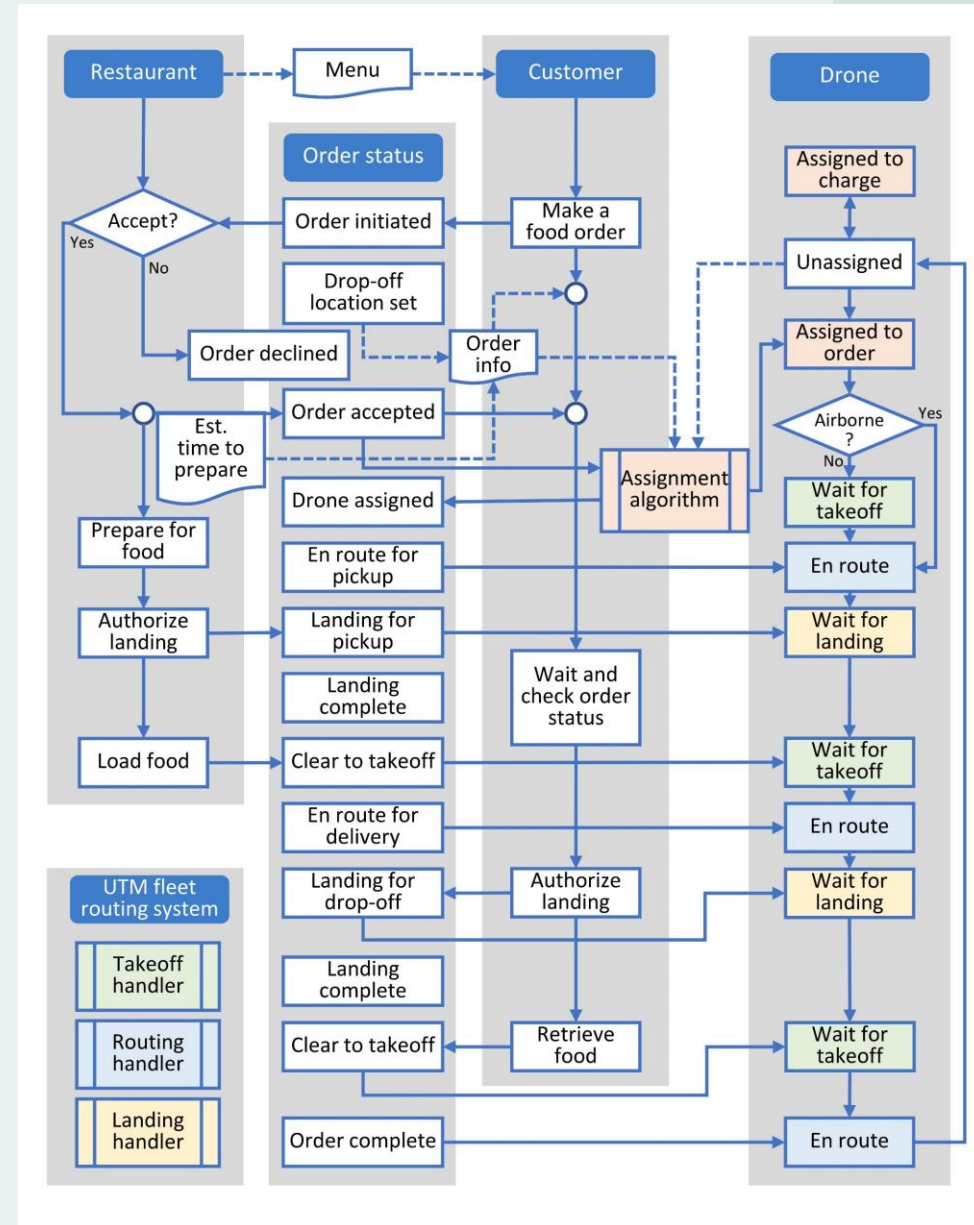 Restaurant
Menu
Customer
Drone
Order status
Assigned to
charge
Accept?
Order initiated
Make a
food order
Yes
No
Unassigned
Drop-off
location set
Order declined
Order
info
Assigned to
order
Order accepted
Est.
time to
prepare
Airborne
?
Yes
No
Assignment
algorithm
Drone assigned
Wait for
takeoff
Prepare for
food
En route for
pickup
En route
Authorize
landing
Landing for
pickup
Wait for
landing
Wait and
check order
status
Landing
complete
Load food
Clear to takeoff
Wait for
takeoff
En route for
delivery
En route
UTM fleet
routing system
Landing for
drop-off
Authorize
landing
Wait for
landing
Takeoff
handler
Landing
complete
Routing
handler
Clear to takeoff
Retrieve
food
Wait for
takeoff
Landing
handler
Order complete
En route